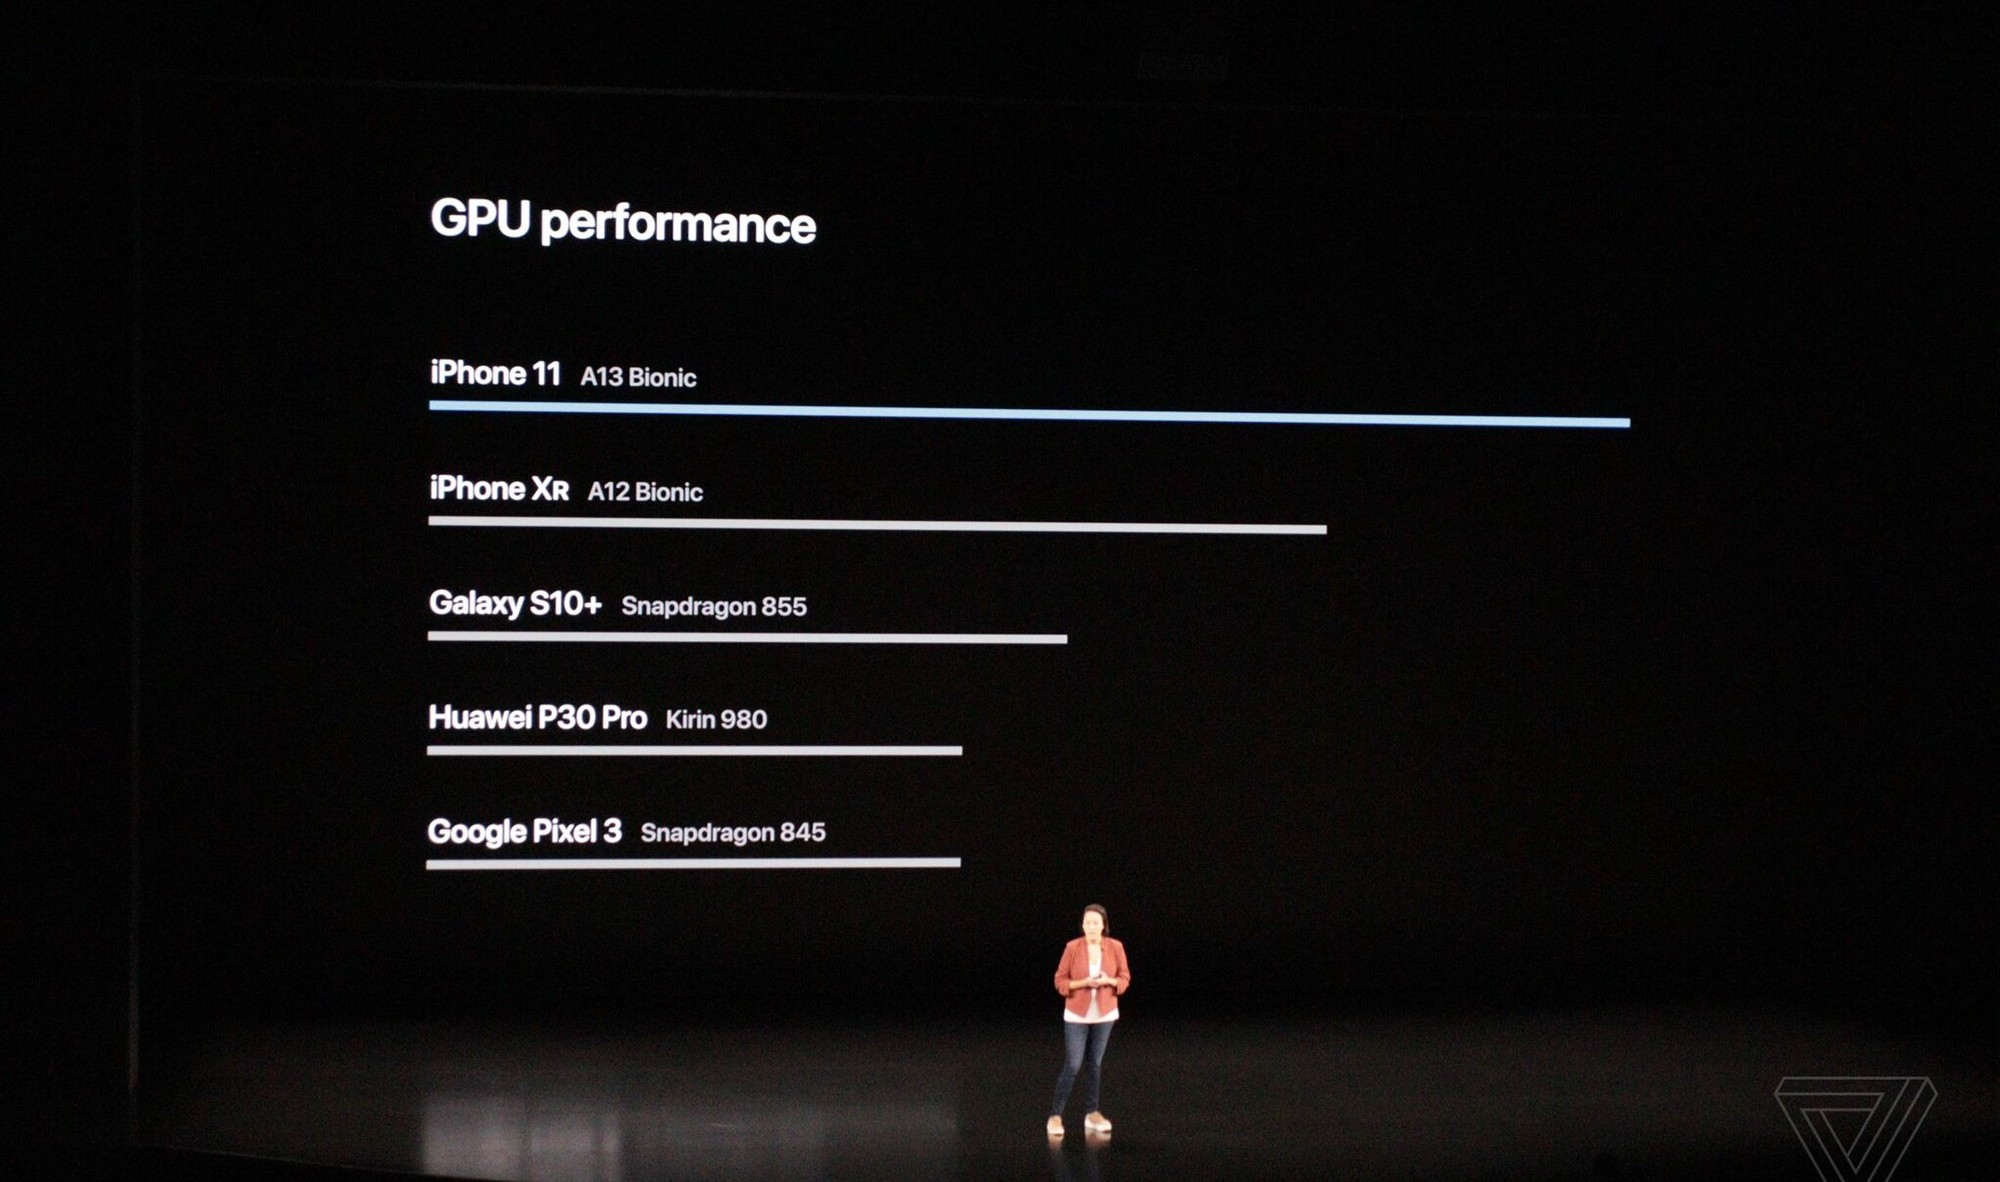 GPU performance
iPhone 11 A13 Bionic
iPhone XR A12 Bionic
Galaxy S10+ Snapdragon 855
Huawei P30 Pro Kirin 980
Google Pixel 3 Snapdragon 845